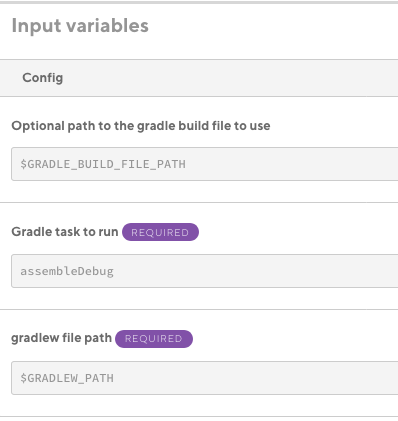 Input variables
Config
Optional path to the gradle build file to use
$GRADLE_BUILD_FILE_PATH
Gradle task to run REQUIRED
assembleDebug
gradlew file path REQUIRED
$GRADLEW_PATH